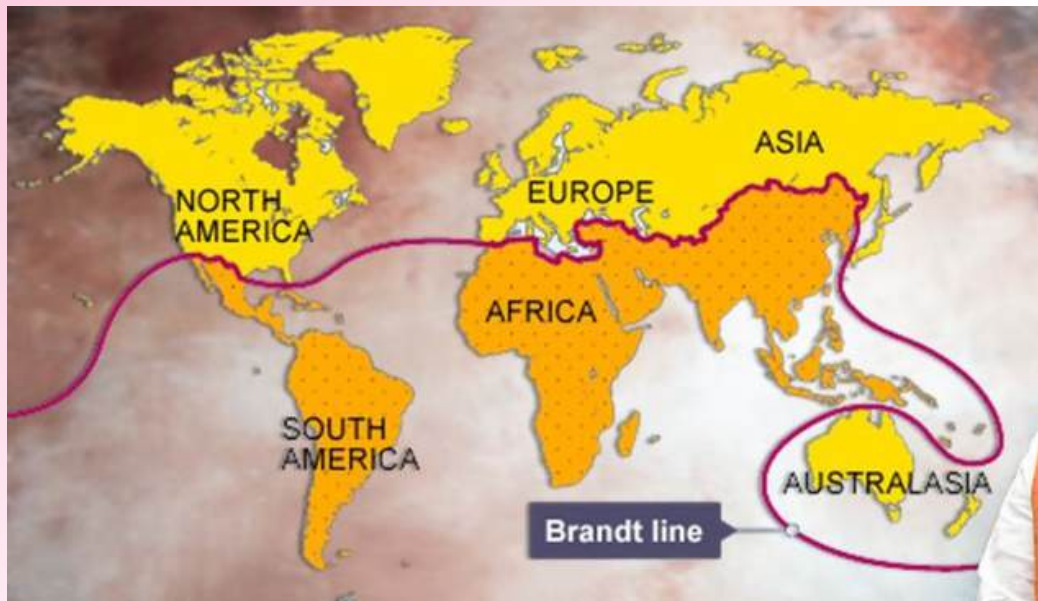 ASIA
NORTH
AMERICA
EUROPE
AFRICA
SOUTH
AMERICA
AUSTRALASIA
Brandt line